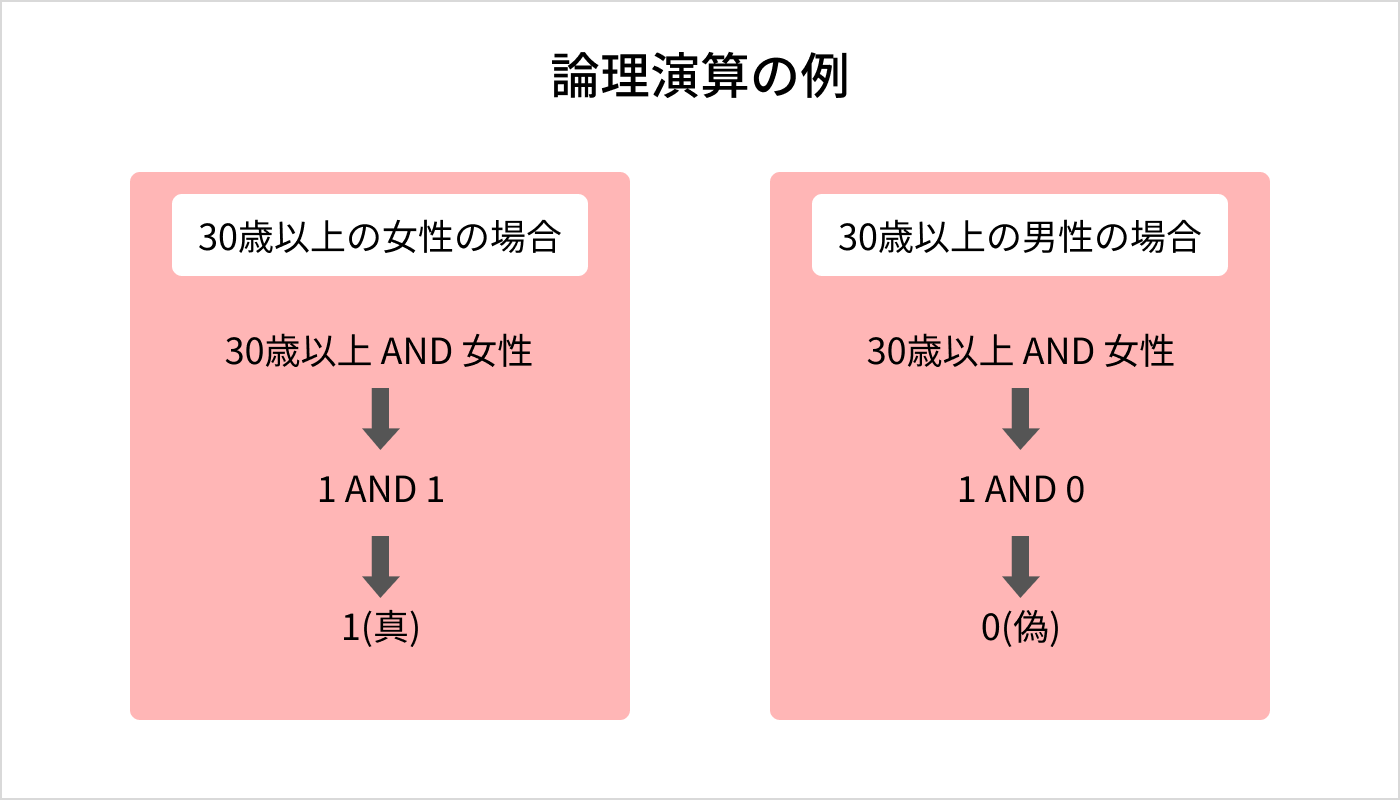 論理演算の例
30歳以上の女性の場合
30歳以上 AND 女性
1 AND 1
1(真)
30歳以上の男性の場合
30歳以上 AND 女性
1 AND 0
0(偽)